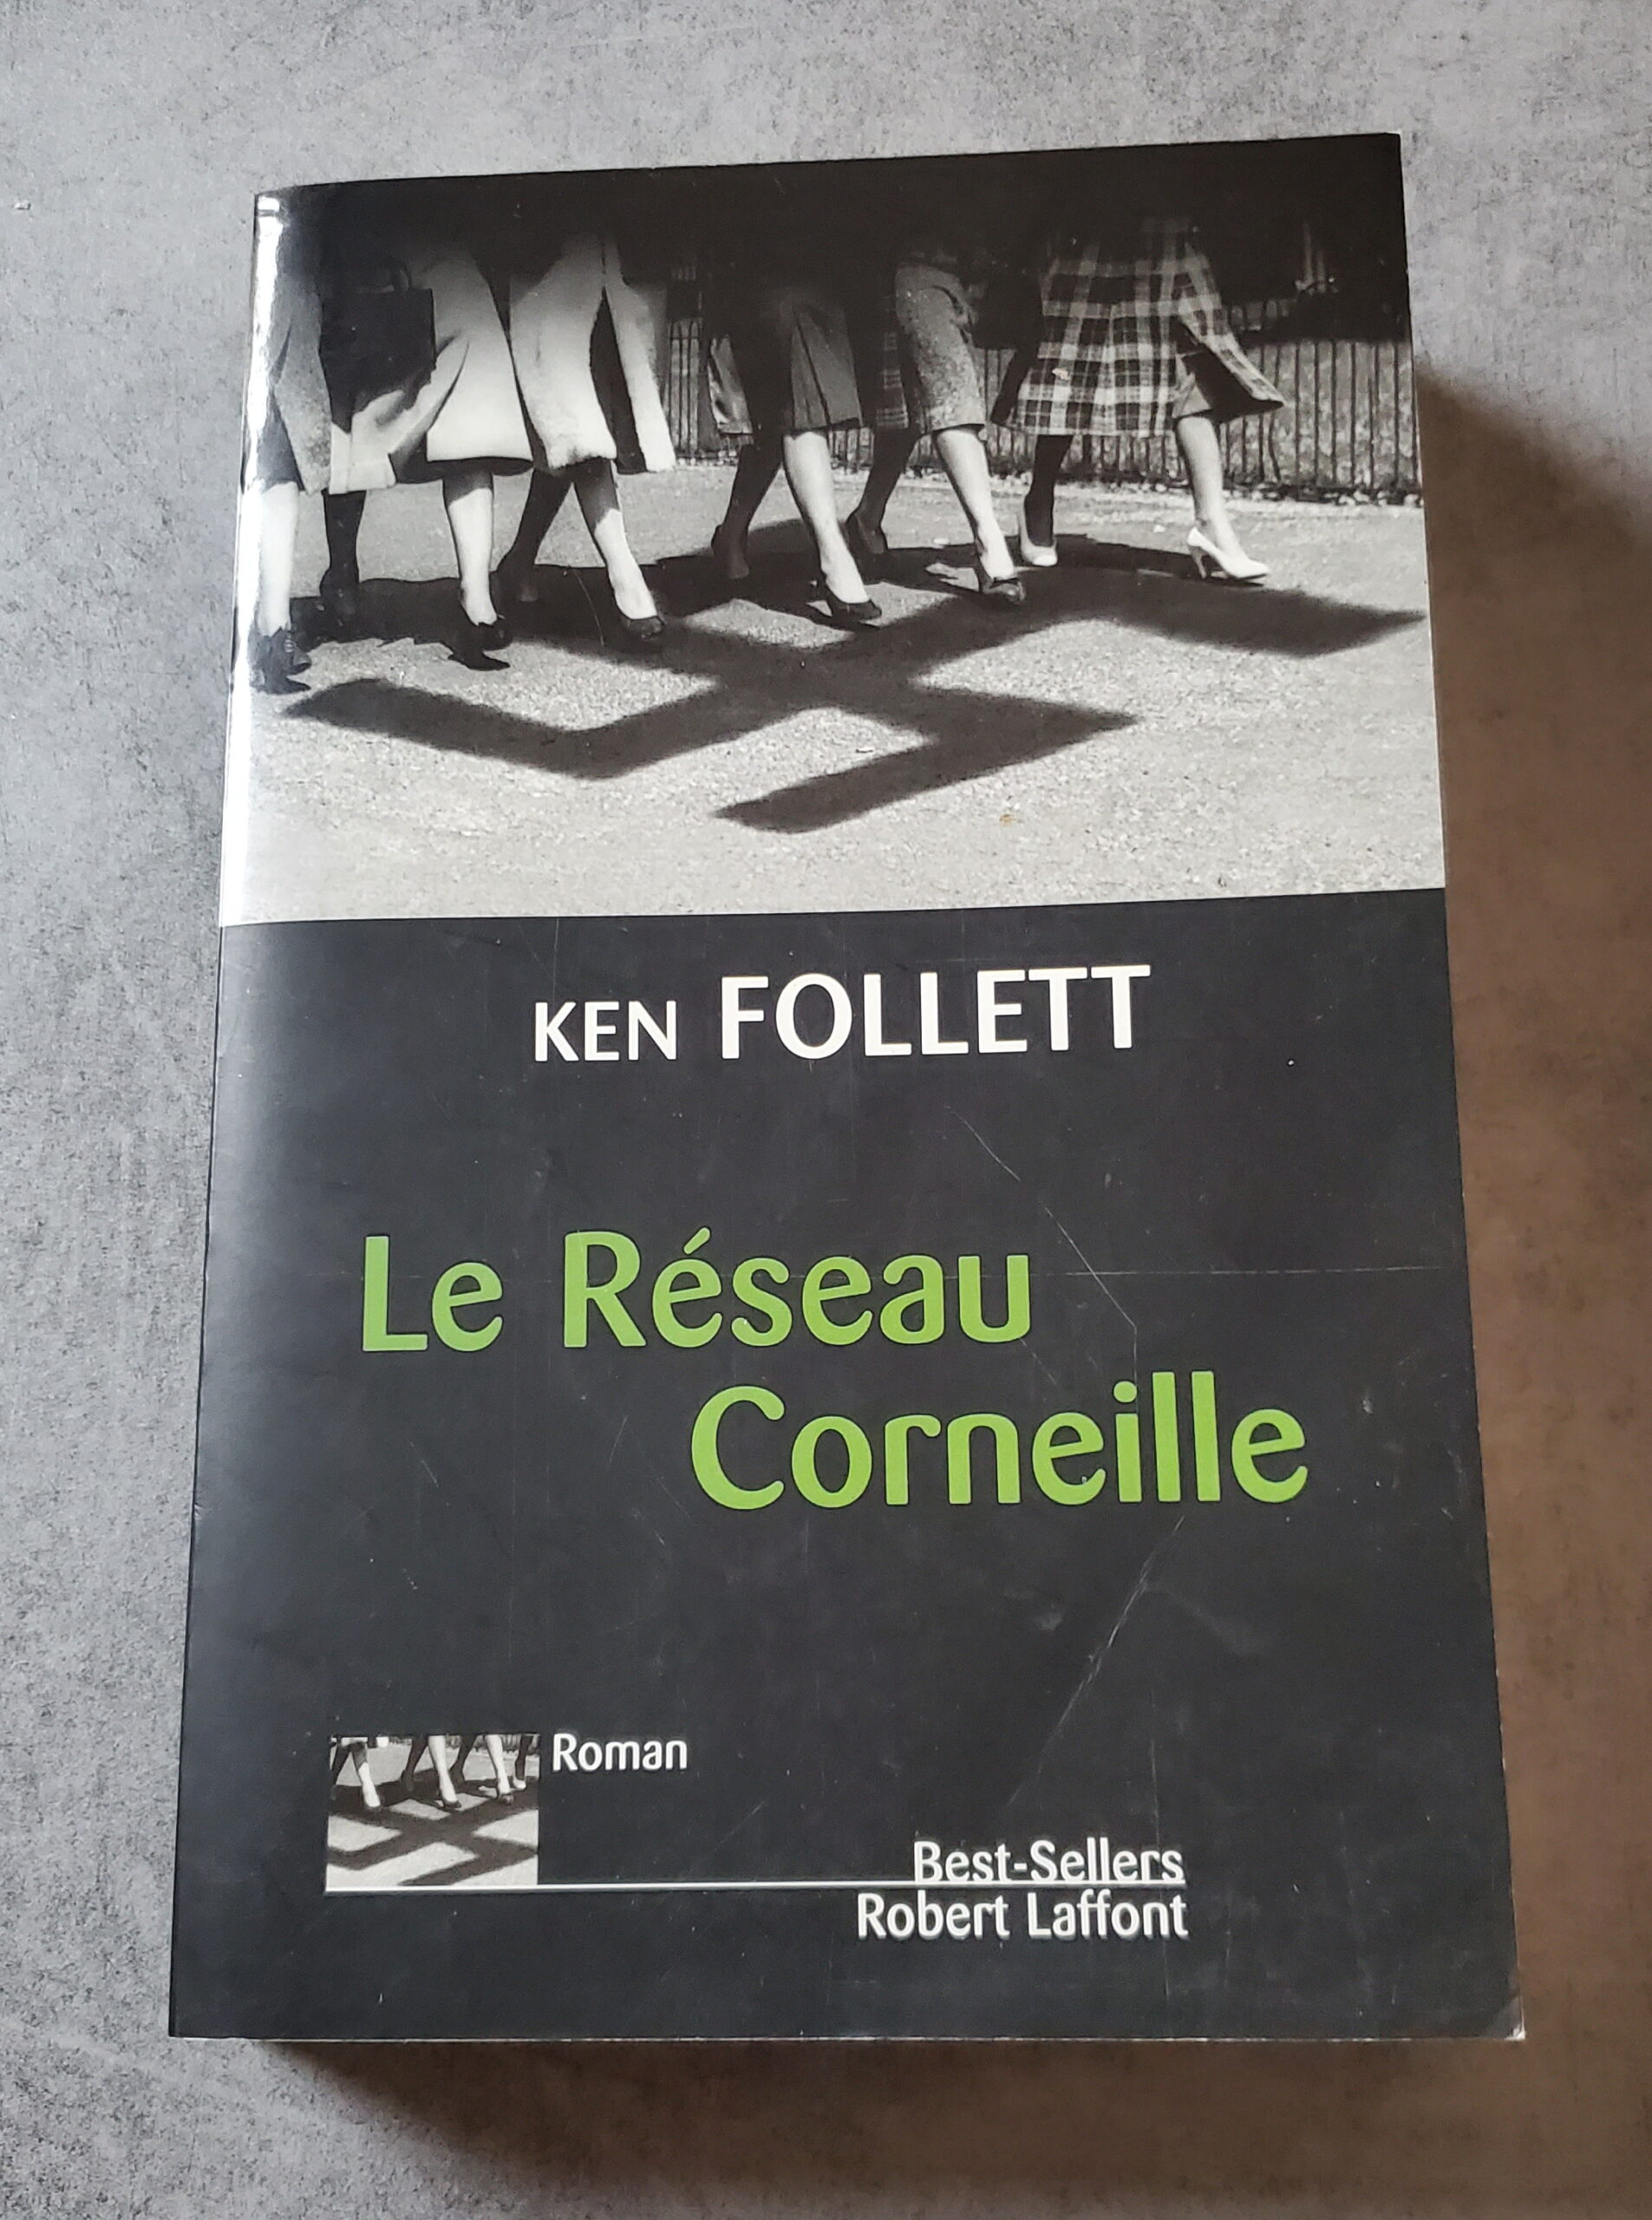 KEN FOLLETT
Le Réseau
Corneille
Roman
Best-Sellers
Robert Laffont